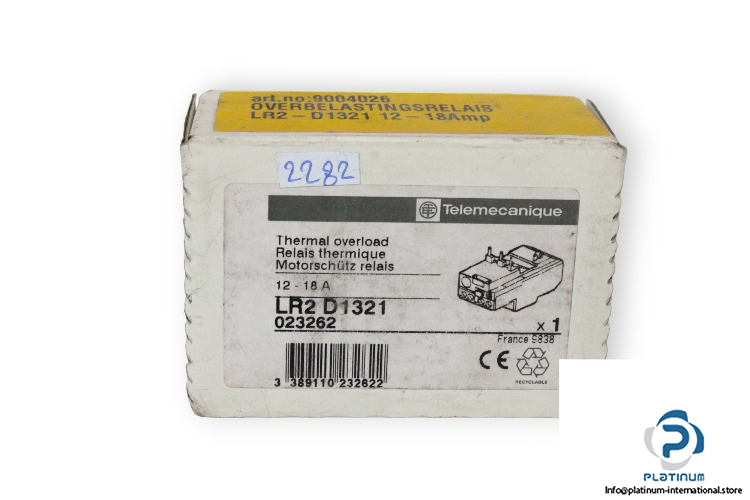 art.no:9004026
OVERBELASTINGSRELAIS
LR2-D1321 12-18Amp
2282
Telemecanique
Thermal overload
Relais thermique
Motorschütz relais
12 - 18 A
LR2 D1321
023262
x 1
France 9838
CE
RECYCLABLE
3 389110 232622
PLATINUM
Info@platinum-international.store